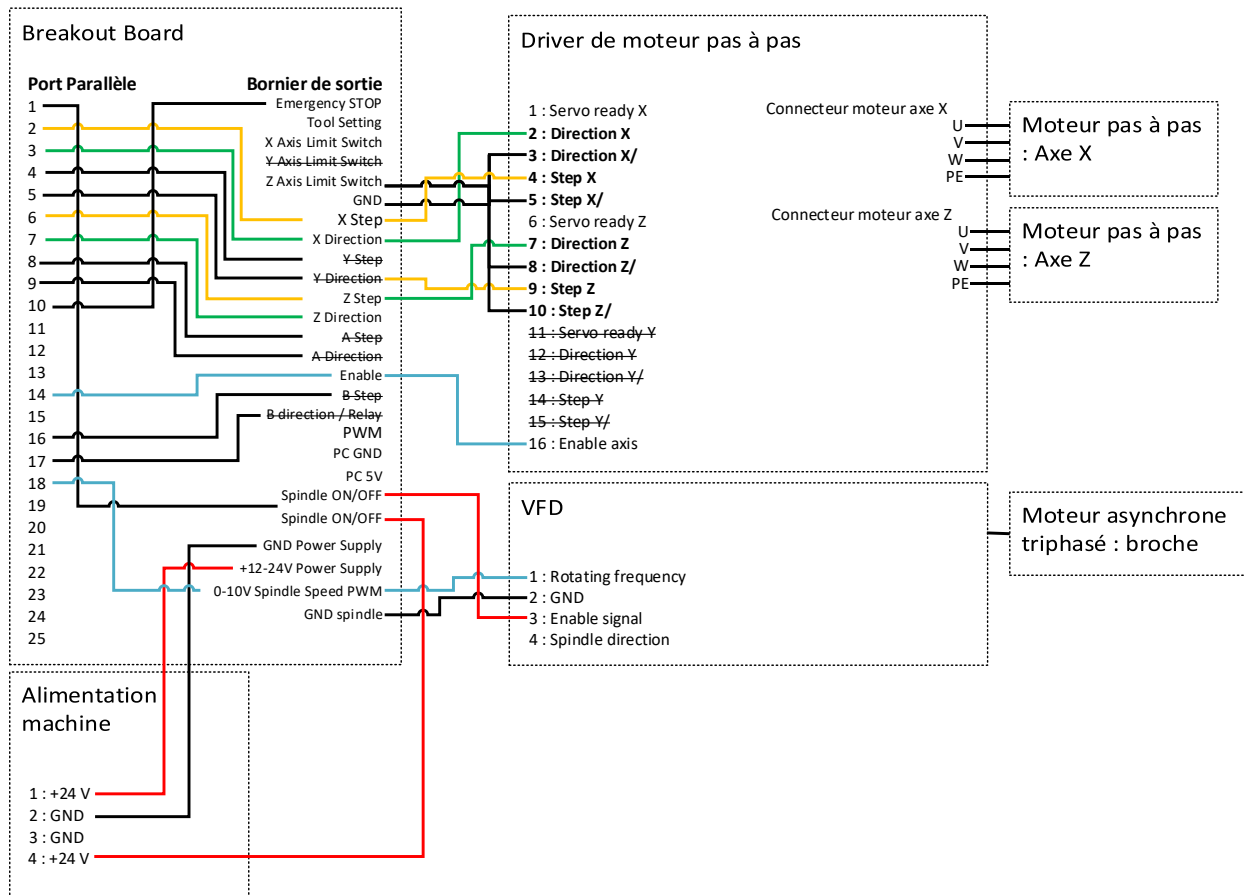 Breakout Board
Port Parallèle
1
2
3
4
5
6
7
8
9
10
11
12
13
14
15
16
17
18
19
20
21
22
23
24
25
Bornier de sortie
Emergency STOP
Tool Setting
X Axis Limit Switch
Y Axis Limit Switch
Z Axis Limit Switch
GND
X Step
X Direction
Y Step
Y Direction
Z Step
Z Direction
A Step
A Direction
Enable
B Step
B direction / Relay
PWM
PC GND
PC 5V
Spindle ON/OFF
Spindle ON/OFF
GND Power Supply
+12-24V Power Supply
0-10V Spindle Speed PWM
GND spindle
Alimentation
machine
1 : +24 V
2 : GND
3 : GND
4 : +24 V
Driver de moteur pas à pas
1 : Servo ready X
2 : Direction X
3 : Direction X/
4 : Step X
5 : Step X/
6 : Servo ready Z
7 : Direction Z
8 : Direction Z/
9 : Step Z
10 : Step Z/
11 : Servo ready Y
12 : Direction Y
13 : Direction Y/
14 : Step Y
15 : Step Y/
16 : Enable axis
Connecteur moteur axe X
U
V
W
PE
Connecteur moteur axe Z
U
V
W
PE
Moteur pas à pas
: Axe X
Moteur pas à pas
: Axe Z
VFD
1 : Rotating frequency
2 : GND
3 : Enable signal
4 : Spindle direction
Moteur asynchrone
triphasé : broche